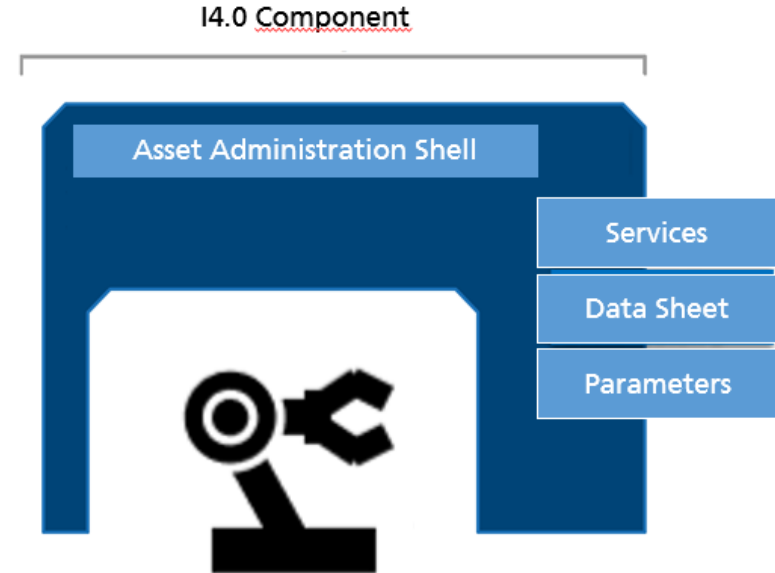 I4.0 Component
Asset Administration Shell
Services
Data Sheet
Parameters